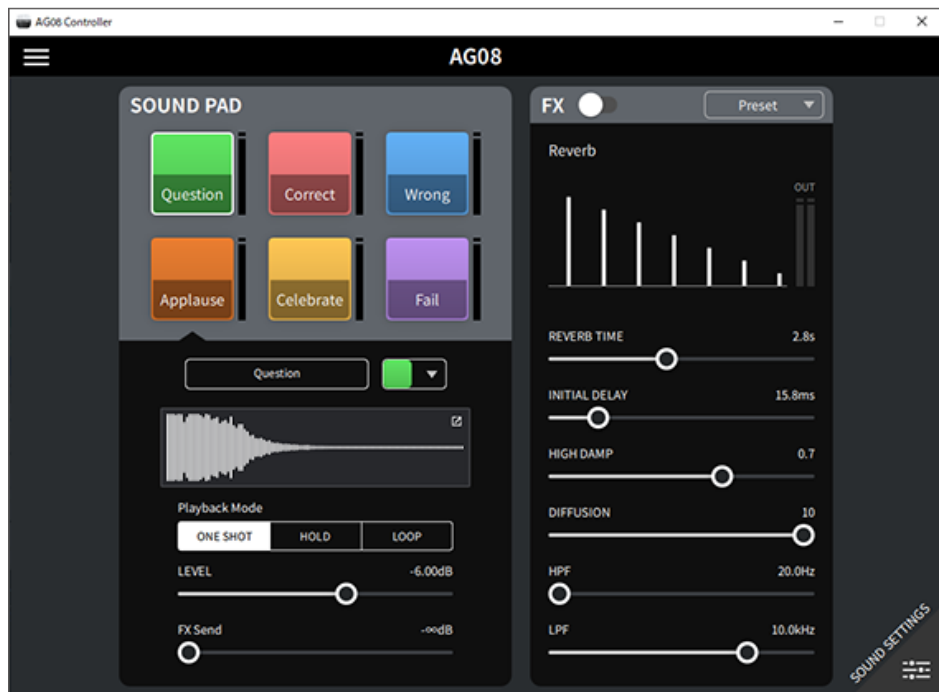 AG08 Controller
AG08
SOUND PAD
Question
Correct
Wrong
Applause
Celebrate
Fail
Question
Playback Mode
ONE SHOT
HOLD
LOOP
LEVEL
-6.00dB
FX Send
-∞dB
FX
Preset
Reverb
OUT
REVERB TIME
2.8s
INITIAL DELAY
15.8ms
HIGH DAMP
0.7
DIFFUSION
10
HPF
20.0Hz
LPF
10.0kHz
SOUND SETTINGS